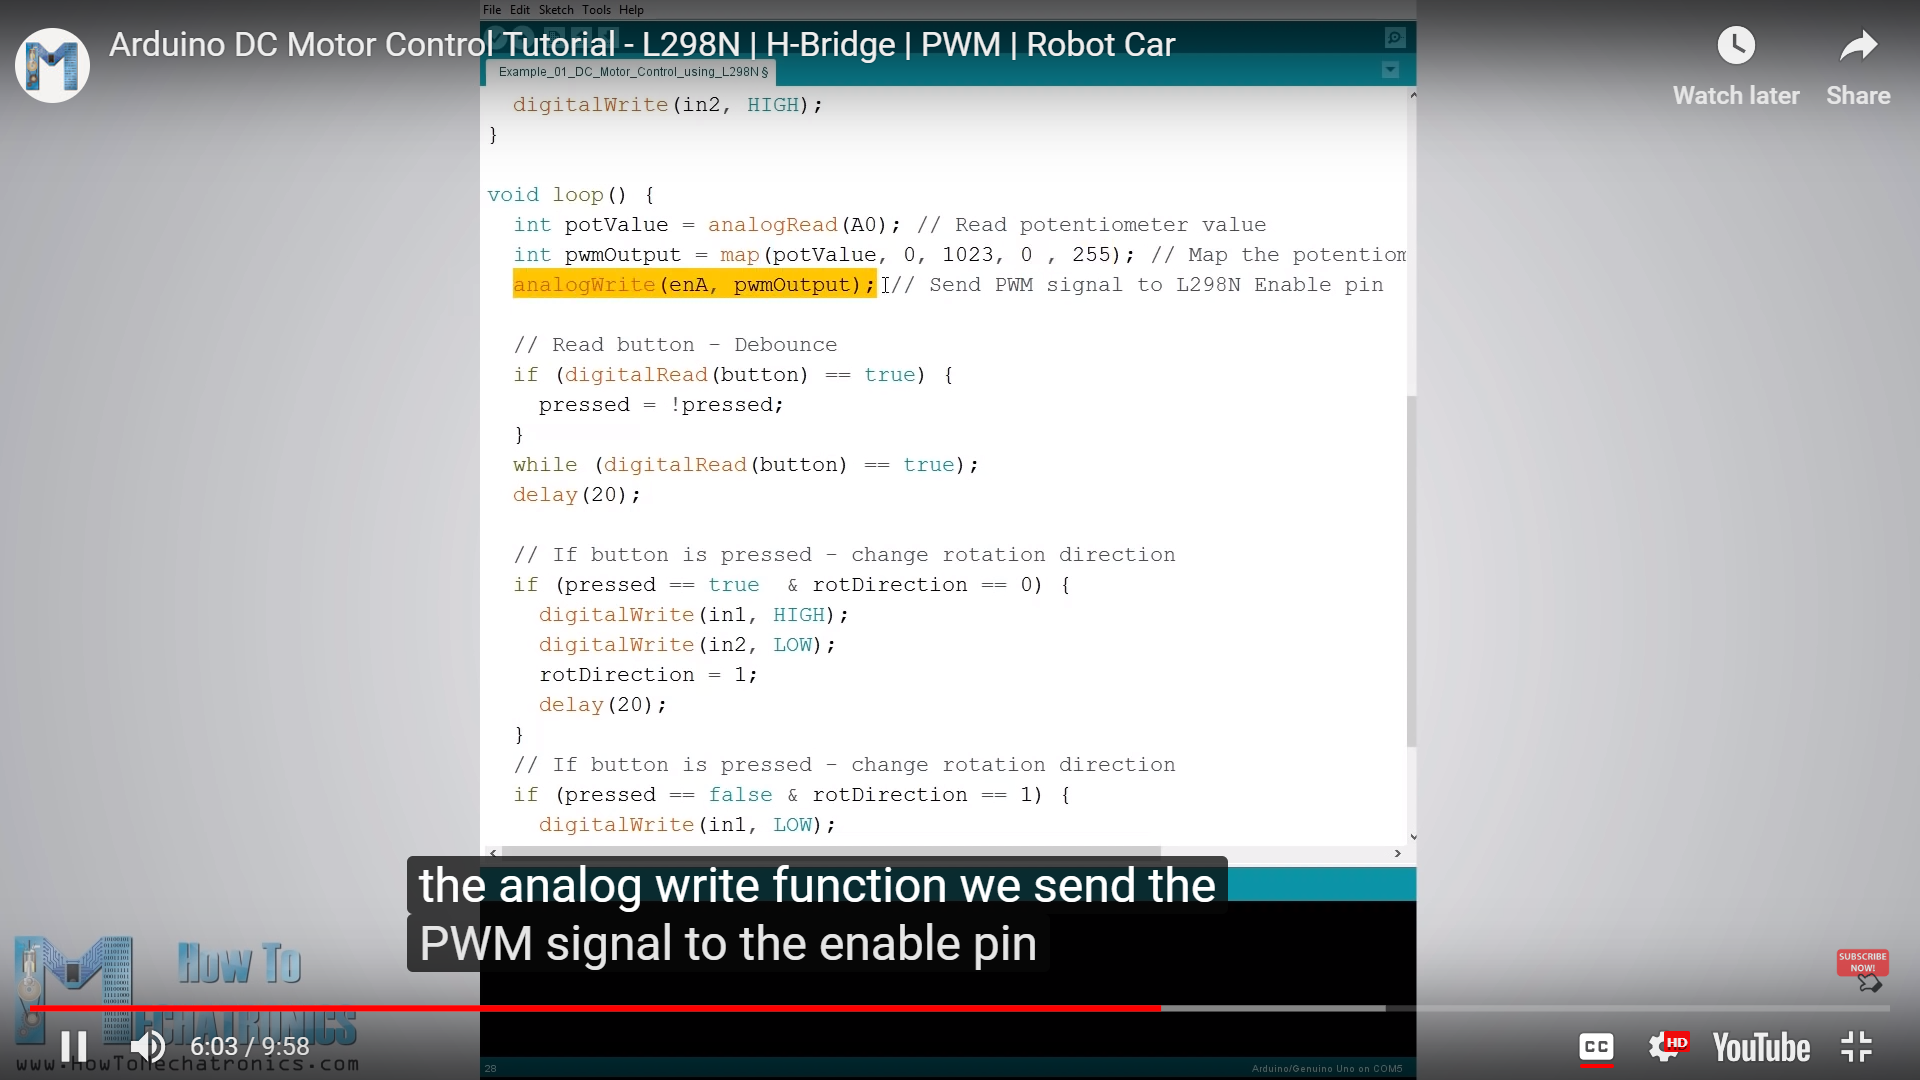 File Edit Sketch Tools Help
Arduino DC Motor Control Tutorial - L298N | H-Bridge | PWM | Robot Car
Watch later
Share
Example_01_DC_Motor_Control_using_L298N §
digitalWrite(in2, HIGH);
}
void loop() {
int potValue = analogRead(A0); // Read potentiometer value
int pwmOutput = map(potValue, 0, 1023, 0 , 255); // Map the potentiom
analogWrite(enA, pwmOutput); // Send PWM signal to L298N Enable pin
// Read button - Debounce
if (digitalRead(button) == true) {
pressed = !pressed;
}
while (digitalRead(button) == true);
delay(20);
// If button is pressed - change rotation direction
if (pressed == true  & rotDirection == 0) {
digitalWrite(in1, HIGH);
digitalWrite(in2, LOW);
rotDirection = 1;
delay(20);
}
// If button is pressed - change rotation direction
if (pressed == false & rotDirection == 1) {
digitalWrite(in1, LOW);
the analog write function we send the
PWM signal to the enable pin
How To
MECHATRONICS
www.HowToMechatronics.com
SUBSCRIBE
NOW!
6:03 / 9:58
CC
HD
YouTube
28
Arduino/Genuino Uno on COM5